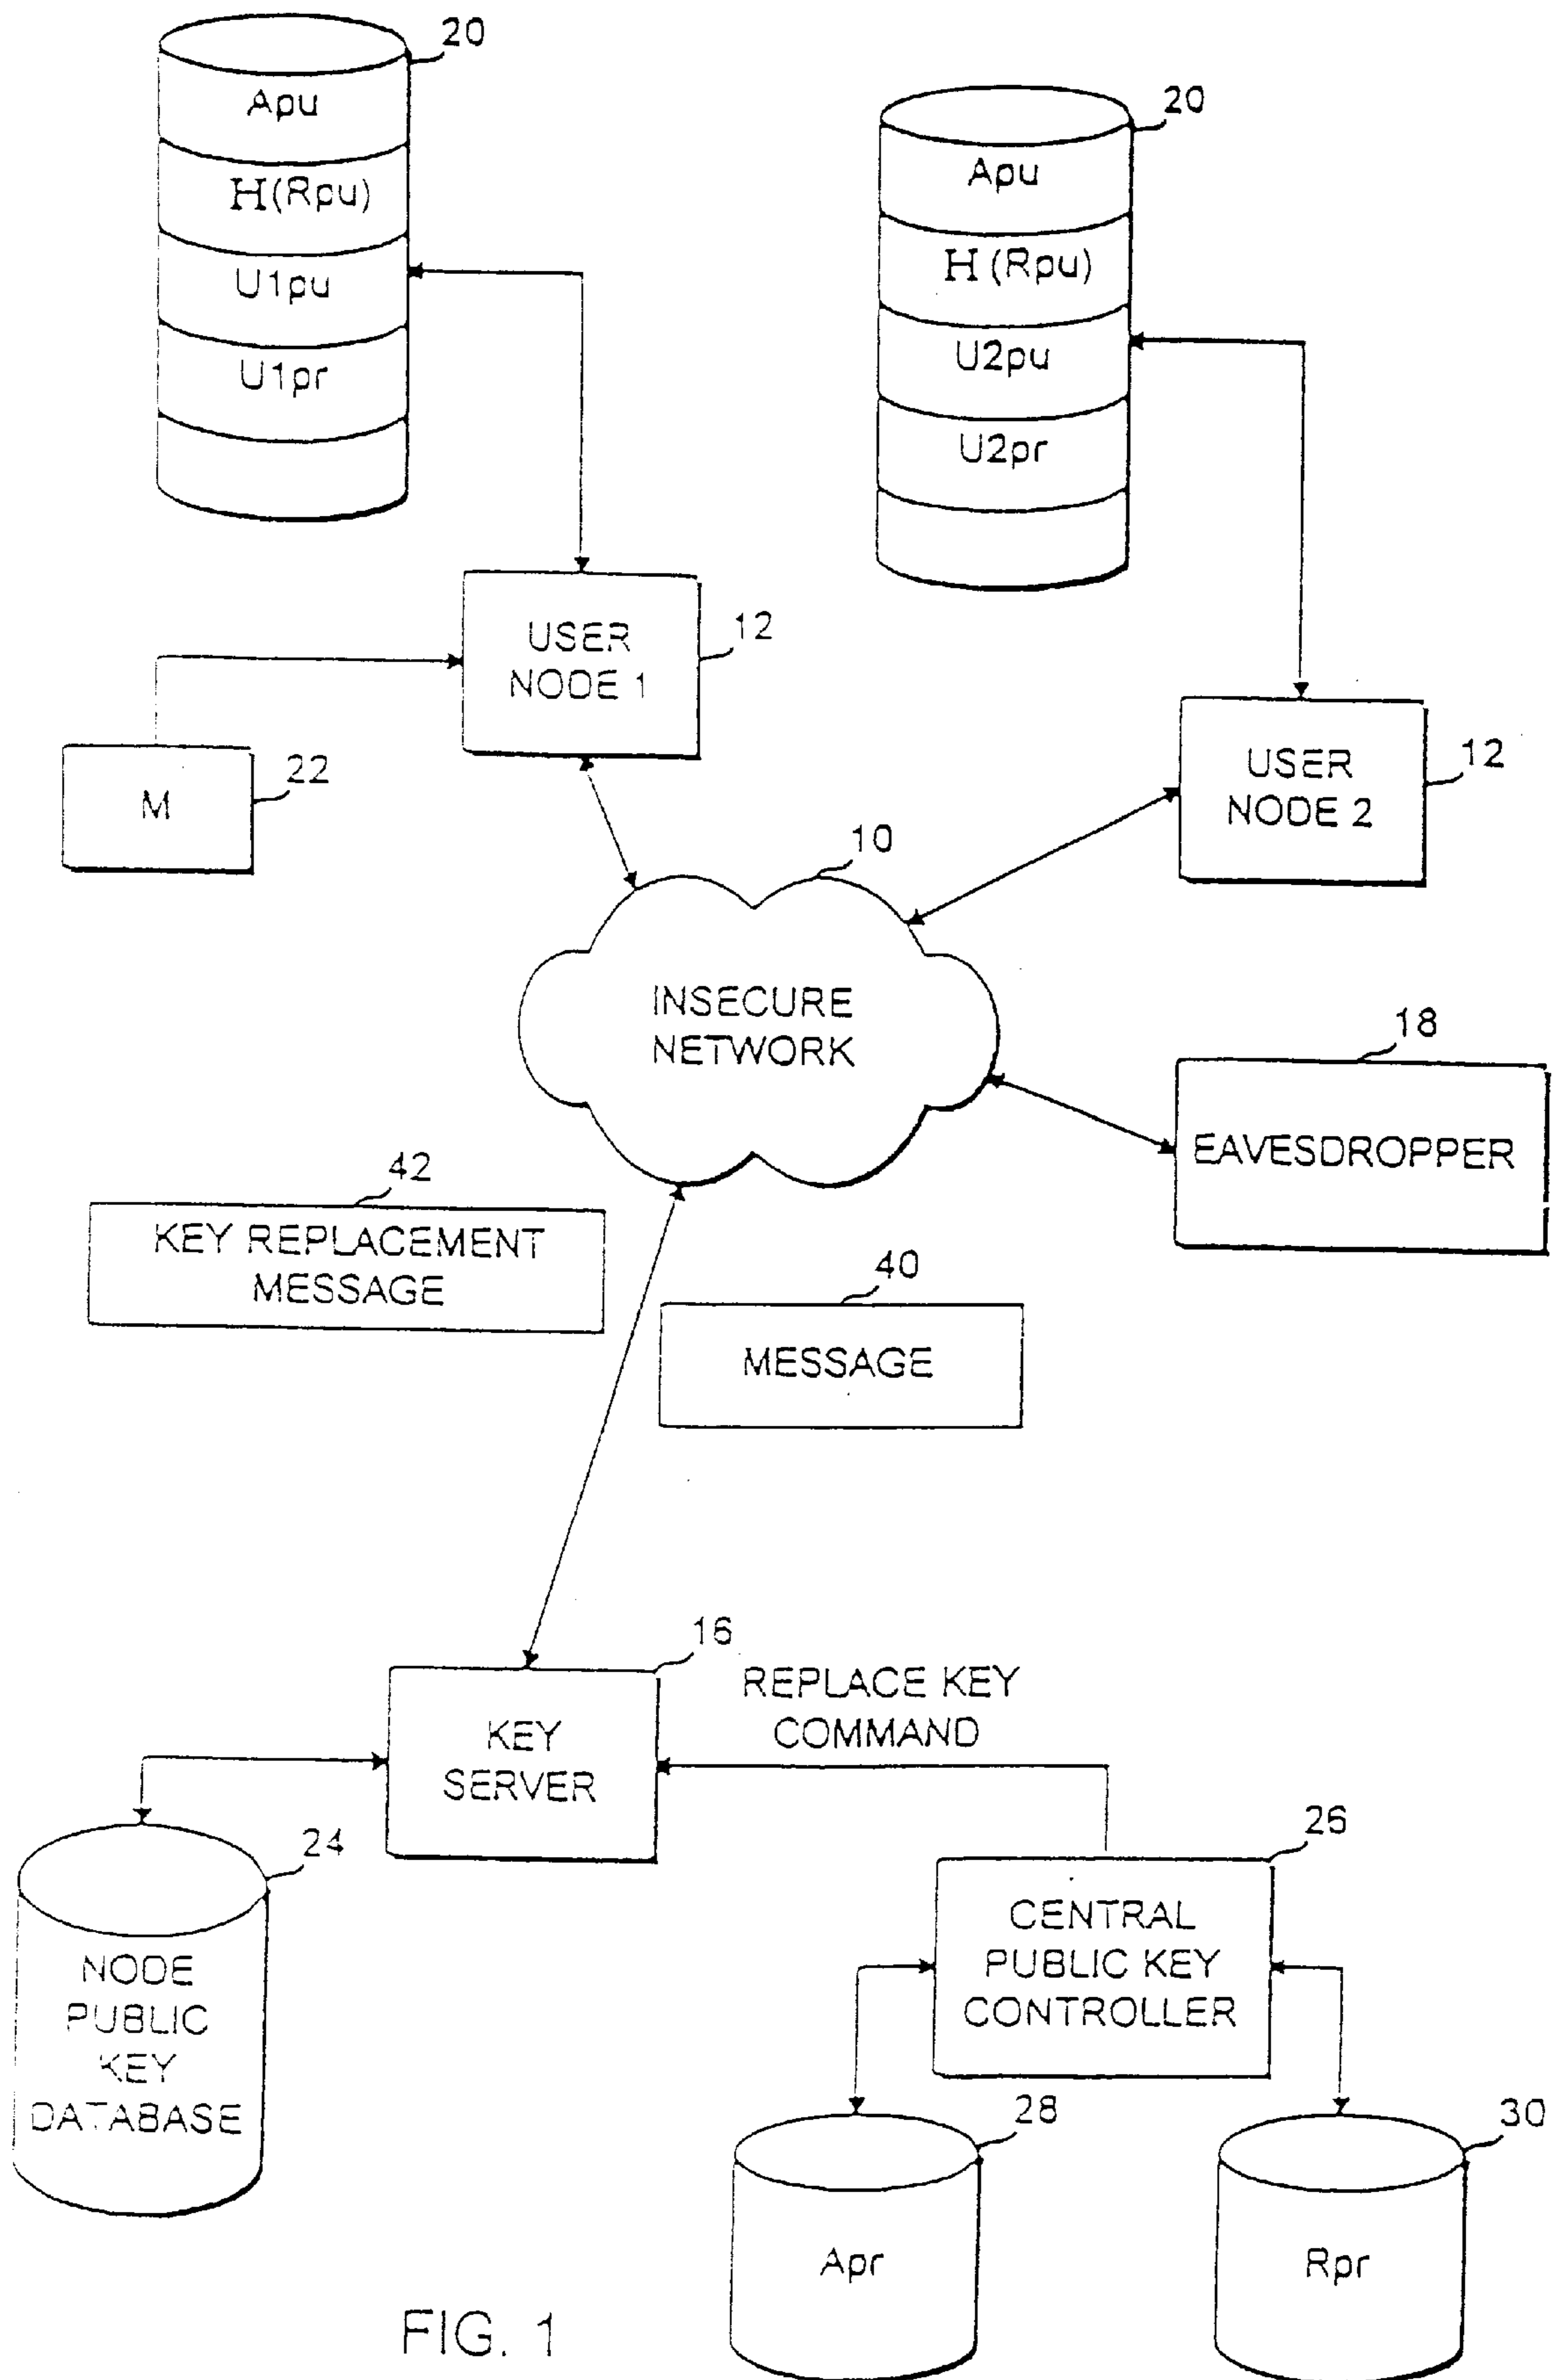 20
Apu
H(Rpu)
U1pu
U1pr
20
Apu
H(Rpu)
U2pu
U2pr
USER
NODE 1
12
M
22
USER
NODE 2
12
10
INSECURE
NETWORK
18
EAVESDROPPER
42
KEY REPLACEMENT
MESSAGE
40
MESSAGE
16
KEY
SERVER
REPLACE KEY
COMMAND
24
NODE
PUBLIC
KEY
DATABASE
26
CENTRAL
PUBLIC KEY
CONTROLLER
28
Apr
30
Rpr
FIG. 1